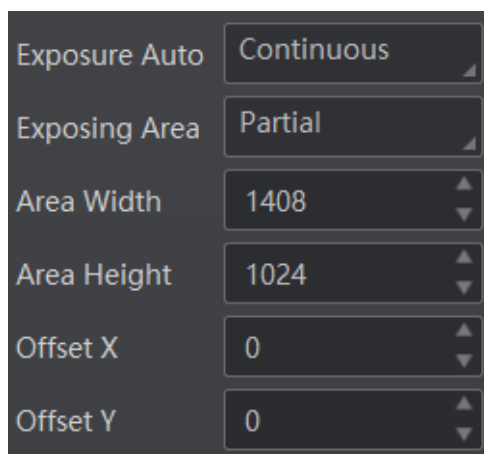 Exposure Auto Continuous
Exposing Area Partial
Area Width 1408
Area Height 1024
Offset X 0
Offset Y 0